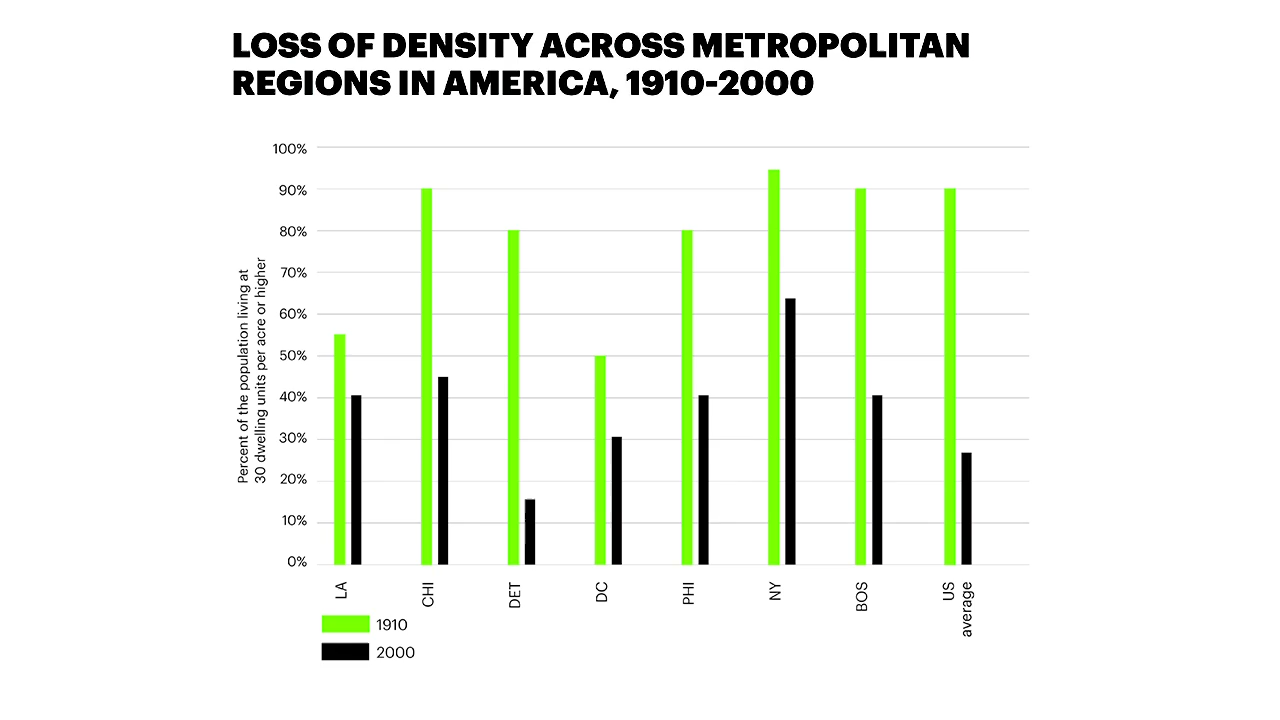 LOSS OF DENSITY ACROSS METROPOLITAN
REGIONS IN AMERICA, 1910-2000
Percent of the population living at
30 dwelling units per acre or higher
100%
90%
80%
70%
60%
50%
40%
30%
20%
10%
0%
LA
CHI
DET
DC
PHI
NY
BOS
US
average
1910
2000